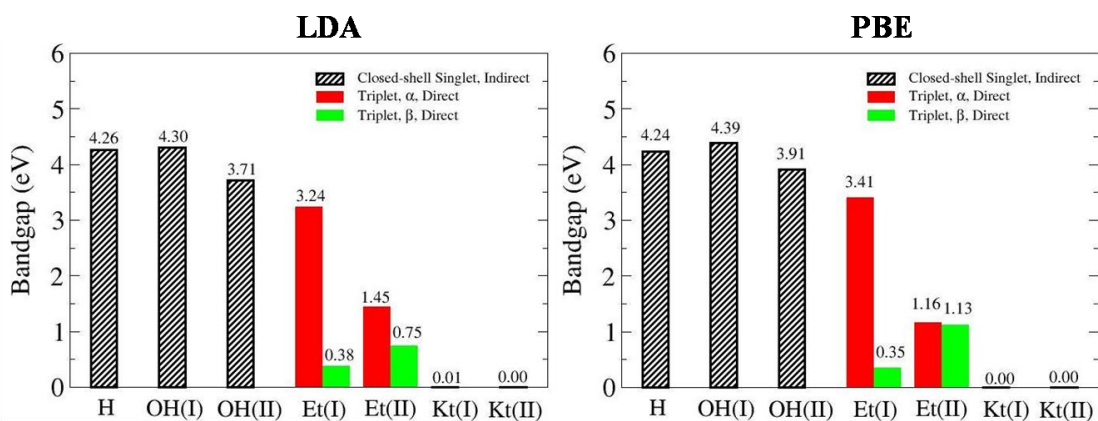 LDA
Bandgap (eV)
6
5
4
3
2
1
0
Closed-shell Singlet, Indirect
Triplet, α, Direct
Triplet, β, Direct
4.26
4.30
3.71
3.24
0.38
1.45
0.75
0.01
0.00
H OH(I) OH(II) Et(I) Et(II) Kt(I) Kt(II)
PBE
Bandgap (eV)
6
5
4
3
2
1
0
Closed-shell Singlet, Indirect
Triplet, α, Direct
Triplet, β, Direct
4.24
4.39
3.91
3.41
0.35
1.16
1.13
0.00
0.00
H OH(I) OH(II) Et(I) Et(II) Kt(I) Kt(II)